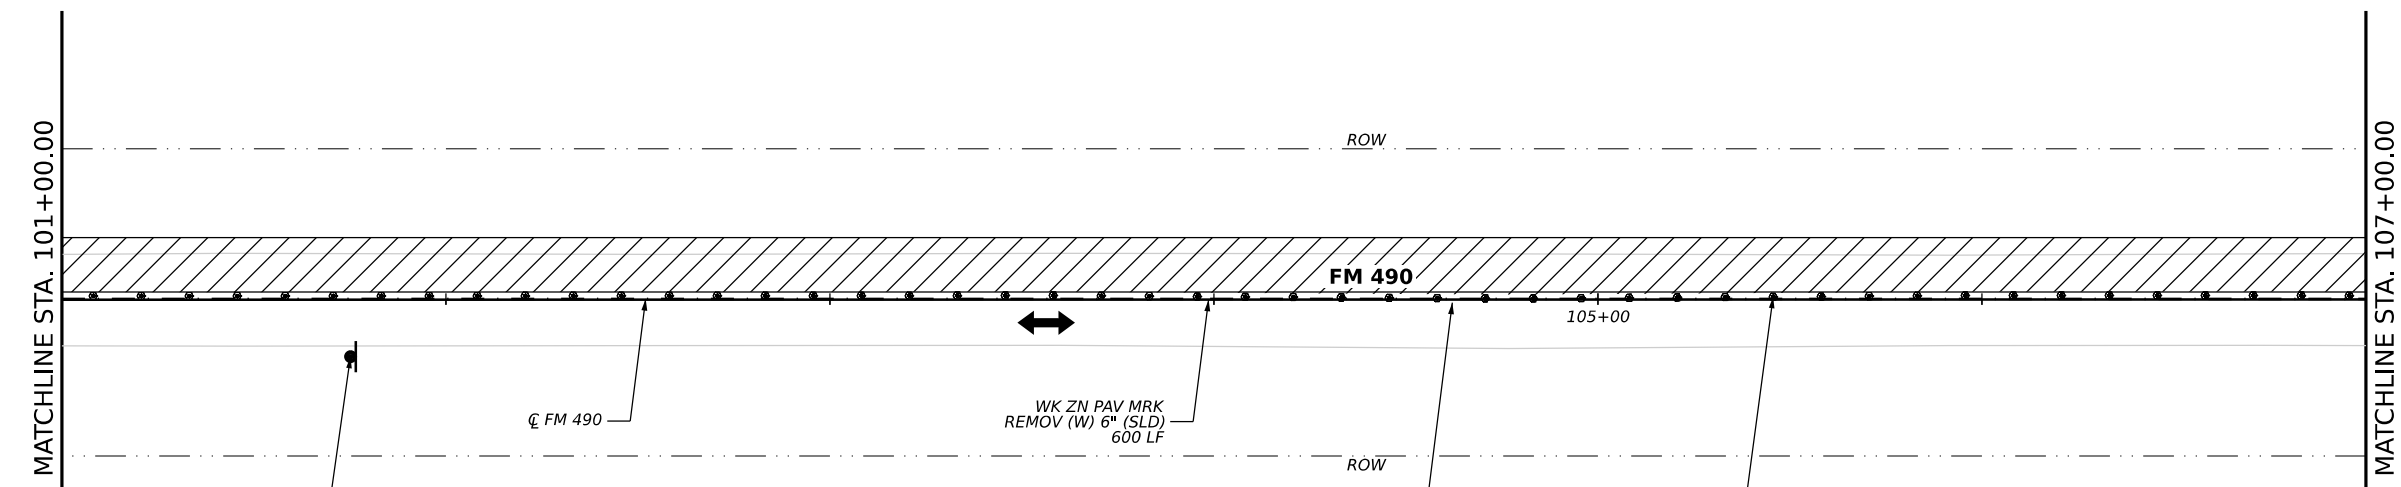 MATCHLINE STA. 101+00.00
ROW
FM 490
105+00
℄ FM 490
WK ZN PAV MRK
REMOV (W) 6" (SLD)
600 LF
ROW
MATCHLINE STA. 107+00.00